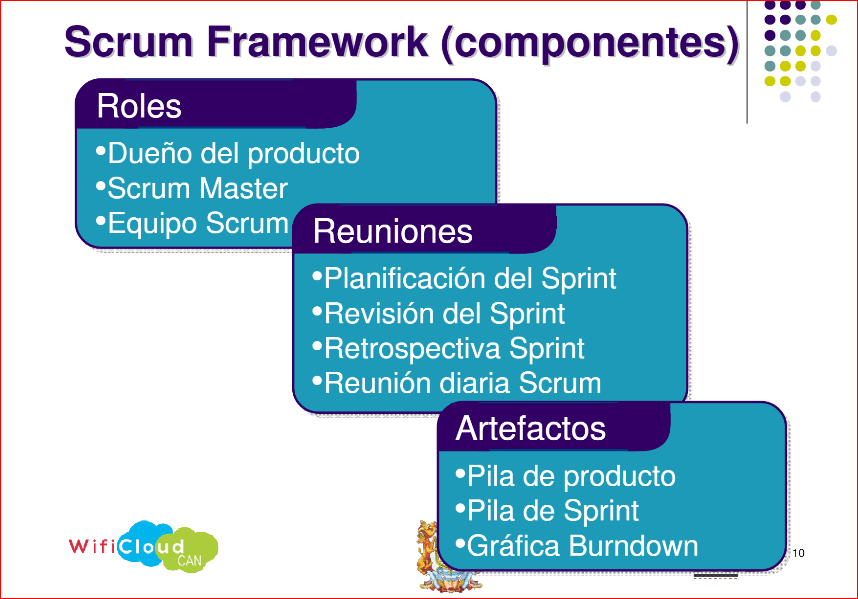 Scrum Framework (componentes)
Roles
•Dueño del producto
•Scrum Master
•Equipo Scrum
Reuniones
•Planificación del Sprint
•Revisión del Sprint
•Retrospectiva Sprint
•Reunión diaria Scrum
Artefactos
•Pila de producto
•Pila de Sprint
•Gráfica Burndown
WifiCloud
CAN
10